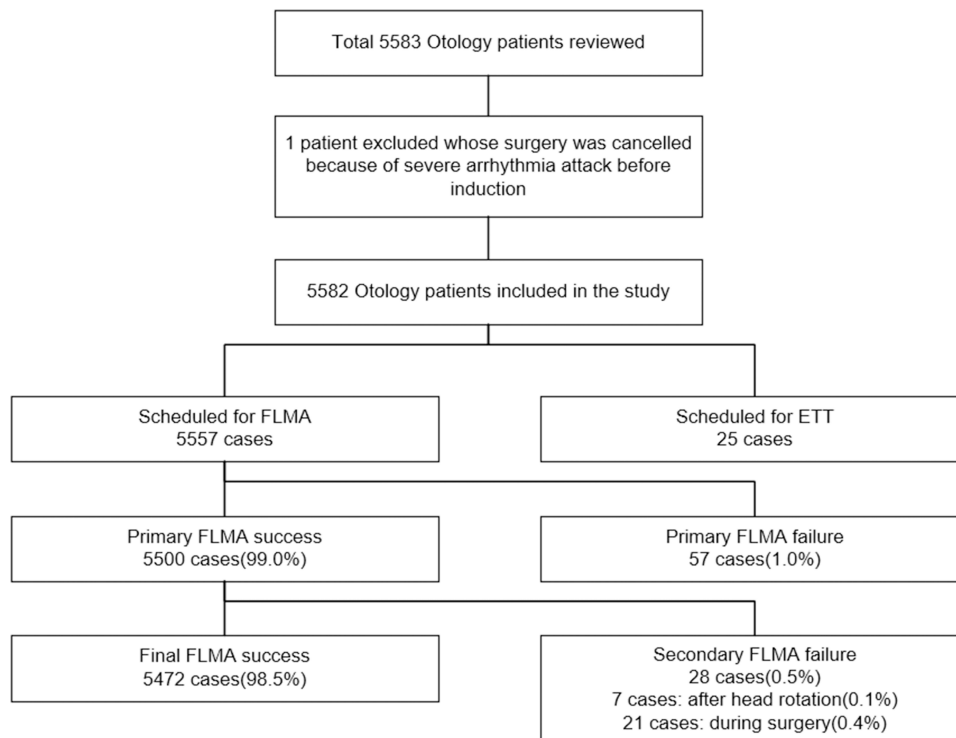 Total 5583 Otology patients reviewed
1 patient excluded whose surgery was cancelled
because of severe arrhythmia attack before
induction
5582 Otology patients included in the study
Scheduled for FLMA
5557 cases
Scheduled for ETT
25 cases
Primary FLMA success
5500 cases(99.0%)
Primary FLMA failure
57 cases(1.0%)
Final FLMA success
5472 cases(98.5%)
Secondary FLMA failure
28 cases(0.5%)
7 cases: after head rotation(0.1%)
21 cases: during surgery(0.4%)